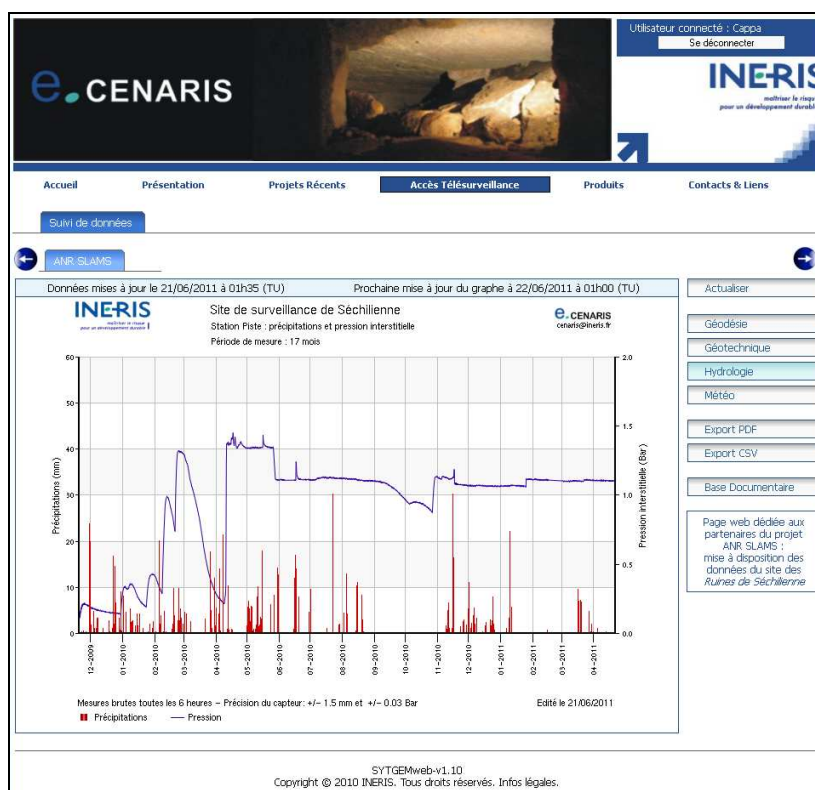 Utilisateur connecté : Cappa
Se déconnecter
e.CENARIS
INERIS
maîtriser le risque
pour un développement durable
Accueil Présentation Projets Récents Accès Télésurveillance Produits Contacts & Liens
Suivi de données
ANR SLAMS
Données mises à jour le 21/06/2011 à 01h35 (TU) Prochaine mise à jour du graphe à 22/06/2011 à 01h00 (TU)
INERIS
maîtriser le risque
pour un développement durable
Site de surveillance de Séchilienne
Station Piste : précipitations et pression interstitielle
Période de mesure : 17 mois
e.CENARIS
cenaris@ineris.fr
Précipitations (mm)
60
50
40
30
20
10
0
Pression interstitielle (Bar)
2.0
1.5
1.0
0.5
0.0
12-2009 01-2010 02-2010 03-2010 04-2010 05-2010 06-2010 07-2010 08-2010 09-2010 10-2010 11-2010 12-2010 01-2011 02-2011 03-2011 04-2011
Mesures brutes toutes les 6 heures - Précision du capteur: +/- 1.5 mm et +/- 0.03 Bar Edité le 21/06/2011
Précipitations Pression
Actualiser
Géodésie
Géotechnique
Hydrologie
Météo
Export PDF
Export CSV
Base Documentaire
Page web dédiée aux
partenaires du projet
ANR SLAMS :
mise à disposition des
données du site des
Ruines de Séchilienne
SYTGEMweb-v1.10
Copyright © 2010 INERIS. Tous droits réservés. Infos légales.